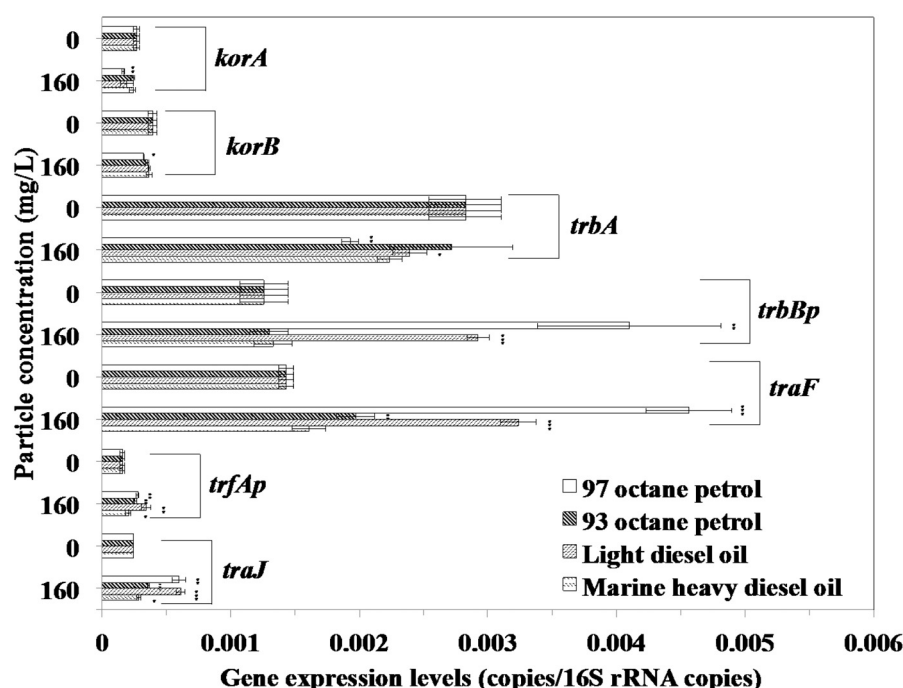 0
korA
160
0
korB
160
0
trbA
160
0
trbBp
160
0
traF
160
0
trfAp
160
0
traJ
160
Particle concentration (mg/L)
97 octane petrol
93 octane petrol
Light diesel oil
Marine heavy diesel oil
0 0.001 0.002 0.003 0.004 0.005 0.006
Gene expression levels (copies/16S rRNA copies)